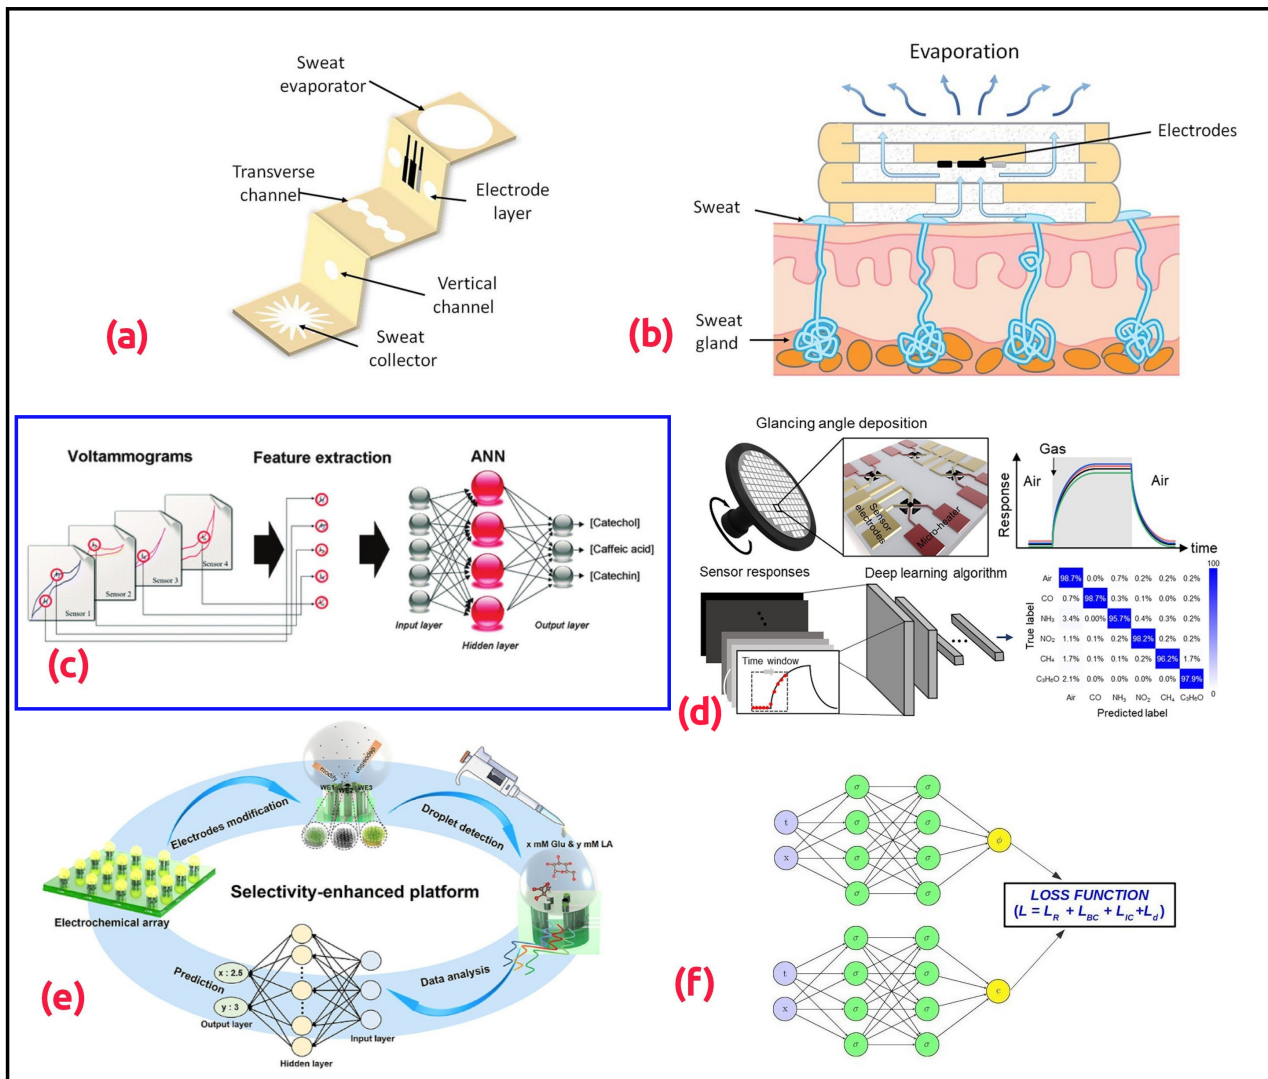 Sweat
evaporator
Transverse
channel
Electrode
layer
Vertical
channel
Sweat
collector
(a)
Evaporation
Electrodes
Sweat
Sweat
gland
(b)
Voltammograms
Feature extraction
ANN
Sensor 1
Sensor 2
Sensor 3
Sensor 4
[Catechol]
[Caffeic acid]
[Catechin]
Input layer
Hidden layer
Output layer
(c)
Glancing angle deposition
Sensor
electrodes
Micro-heater
Gas
Air
Air
Response
time
Sensor responses
Deep learning algorithm
Time window
True label
100
0
Air 98.7% 0.0% 0.7% 0.2% 0.2% 0.2%
CO 0.7% 98.7% 0.3% 0.1% 0.0% 0.2%
NH₃ 3.4% 0.00% 95.7% 0.4% 0.3% 0.2%
NO₂ 1.1% 0.1% 0.2% 98.2% 0.2% 0.2%
CH₄ 1.7% 0.1% 0.1% 0.2% 96.2% 1.7%
C₃H₆O 2.1% 0.0% 0.0% 0.0% 0.0% 97.9%
Air CO NH₃ NO₂ CH₄ C₃H₆O
Predicted label
(d)
Electrodes modification
modify
WE1 WE2 WE3
Droplet detection
x mM Glu & y mM LA
Selectivity-enhanced platform
Electrochemical array
Data analysis
Prediction
x : 2.5
y : 3
Output layer
Hidden layer
Input layer
(e)
t
x
σ σ
σ σ
σ σ
σ σ
ϕ
LOSS FUNCTION
(L = L_R + L_BC + L_IC +L_d )
t
x
σ σ
σ σ
σ σ
σ σ
c
(f)